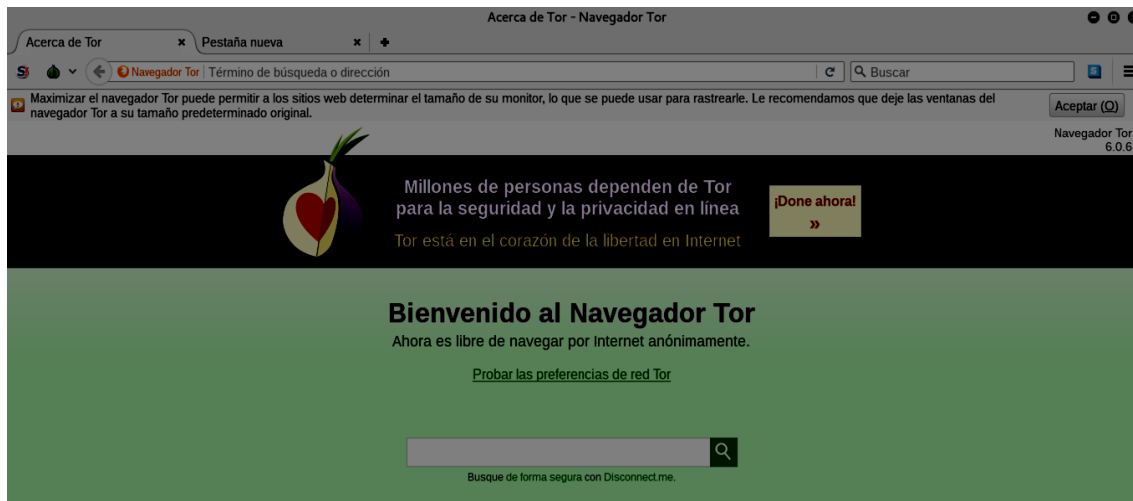 Acerca de Tor - Navegador Tor
Acerca de Tor
Pestaña nueva
Navegador Tor
Término de búsqueda o dirección
Buscar
Maximizar el navegador Tor puede permitir a los sitios web determinar el tamaño de su monitor, lo que se puede usar para rastrearle. Le recomendamos que deje las ventanas del
navegador Tor a su tamaño predeterminado original.
Aceptar (O)
Navegador Tor
6.0.6
Millones de personas dependen de Tor
para la seguridad y la privacidad en línea
Tor está en el corazón de la libertad en Internet
¡Done ahora!
»
Bienvenido al Navegador Tor
Ahora es libre de navegar por Internet anónimamente.
Probar las preferencias de red Tor
Busque de forma segura con Disconnect.me.